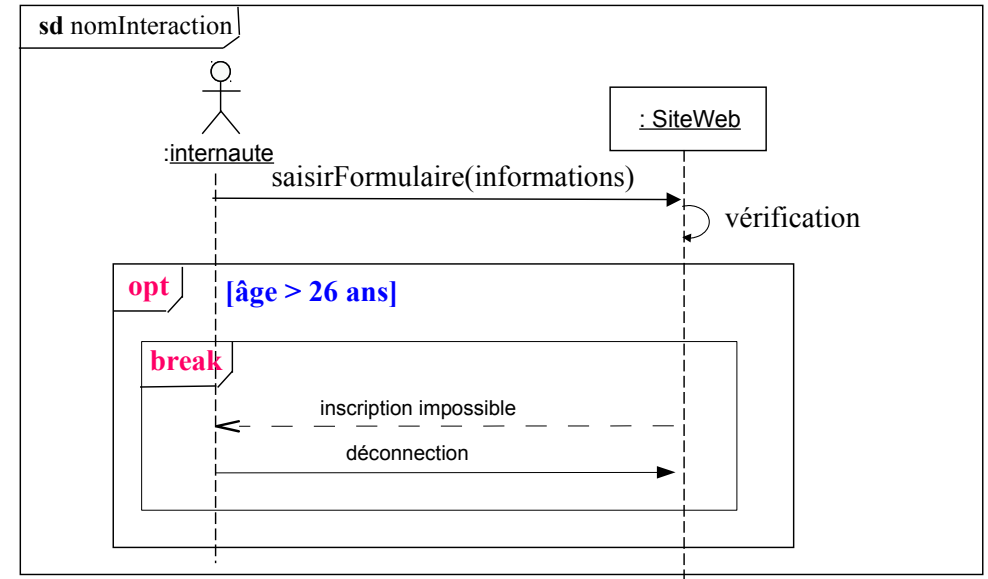 sd nomInteraction
: SiteWeb
:internaute
saisirFormulaire(informations)
vérification
opt
[âge > 26 ans]
break
inscription impossible
déconnection